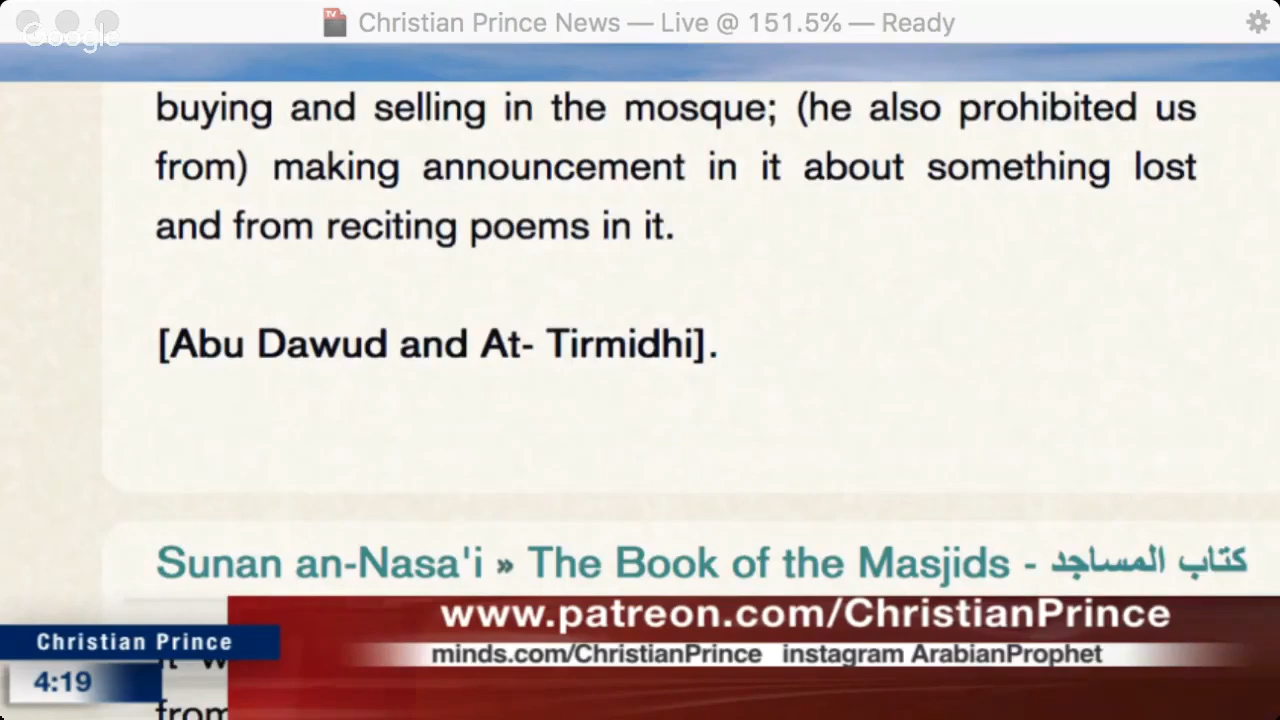 Christian Prince News — Live @ 151.5% — Ready
Google
buying and selling in the mosque; (he also prohibited us
from) making announcement in it about something lost
and from reciting poems in it.
[Abu Dawud and At- Tirmidhi].
Sunan an-Nasa'i » The Book of the Masjids - كتاب المساجد
www.patreon.com/ChristianPrince
Christian Prince
minds.com/ChristianPrince instagram ArabianProphet
4:19
from